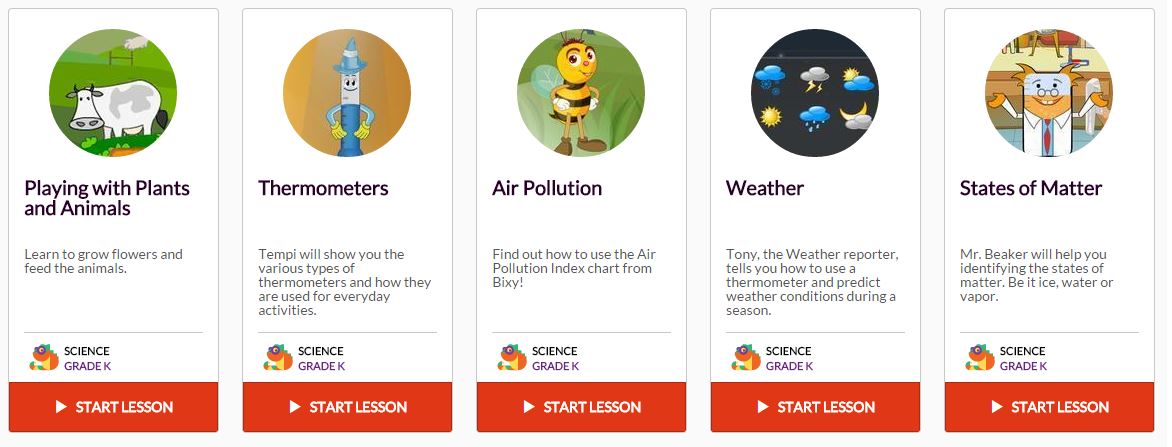 Playing with Plants
and Animals
Learn to grow flowers and
feed the animals.
SCIENCE
GRADE K
START LESSON
Thermometers
Tempi will show you the
various types of
thermometers and how they
are used for everyday
activities.
SCIENCE
GRADE K
START LESSON
Air Pollution
Find out how to use the Air
Pollution Index chart from
Bixy!
SCIENCE
GRADE K
START LESSON
Weather
Tony, the Weather reporter,
tells you how to use a
thermometer and predict
weather conditions during a
season.
SCIENCE
GRADE K
START LESSON
States of Matter
Mr. Beaker will help you
identifying the states of
matter. Be it ice, water or
vapor.
SCIENCE
GRADE K
START LESSON